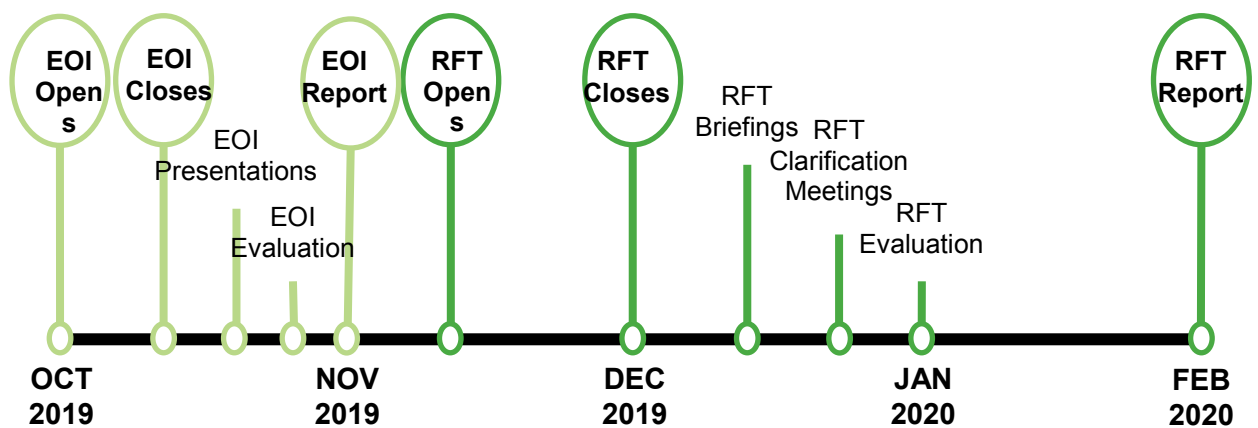 EOI
Open
s
EOI
Closes
EOI
Presentations
EOI
Evaluation
EOI
Report
RFT
Open
s
RFT
Closes
RFT
Briefings
RFT
Clarification
Meetings
RFT
Evaluation
RFT
Report
OCT
2019
NOV
2019
DEC
2019
JAN
2020
FEB
2020